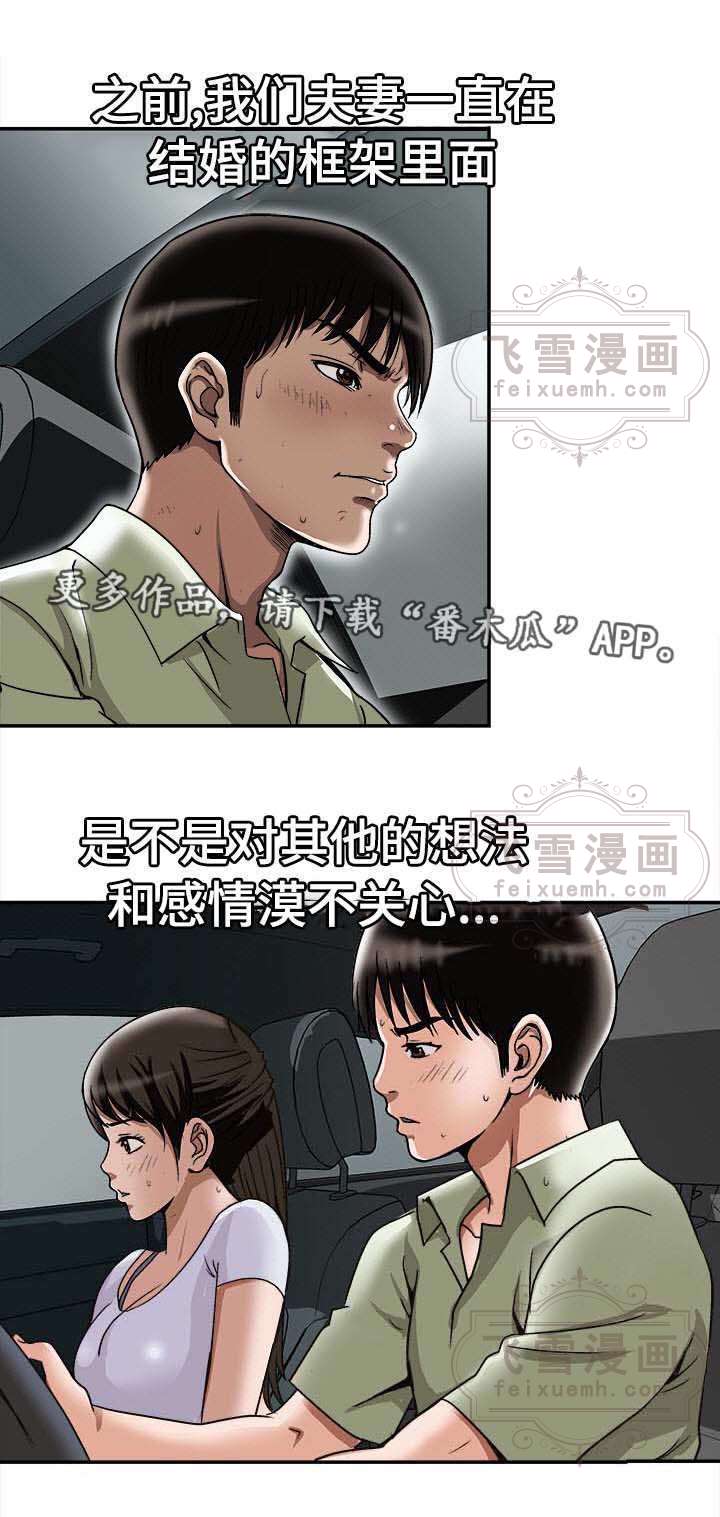 之前,我们夫妻一直在
结婚的框架里面
飞雪漫画
feixuemh.com
更多作品，请下载“番木瓜”APP。
是不是对其他的想法
和感情漠不关心...
飞雪漫画
feixuemh.com
飞雪漫画
feixuemh.com